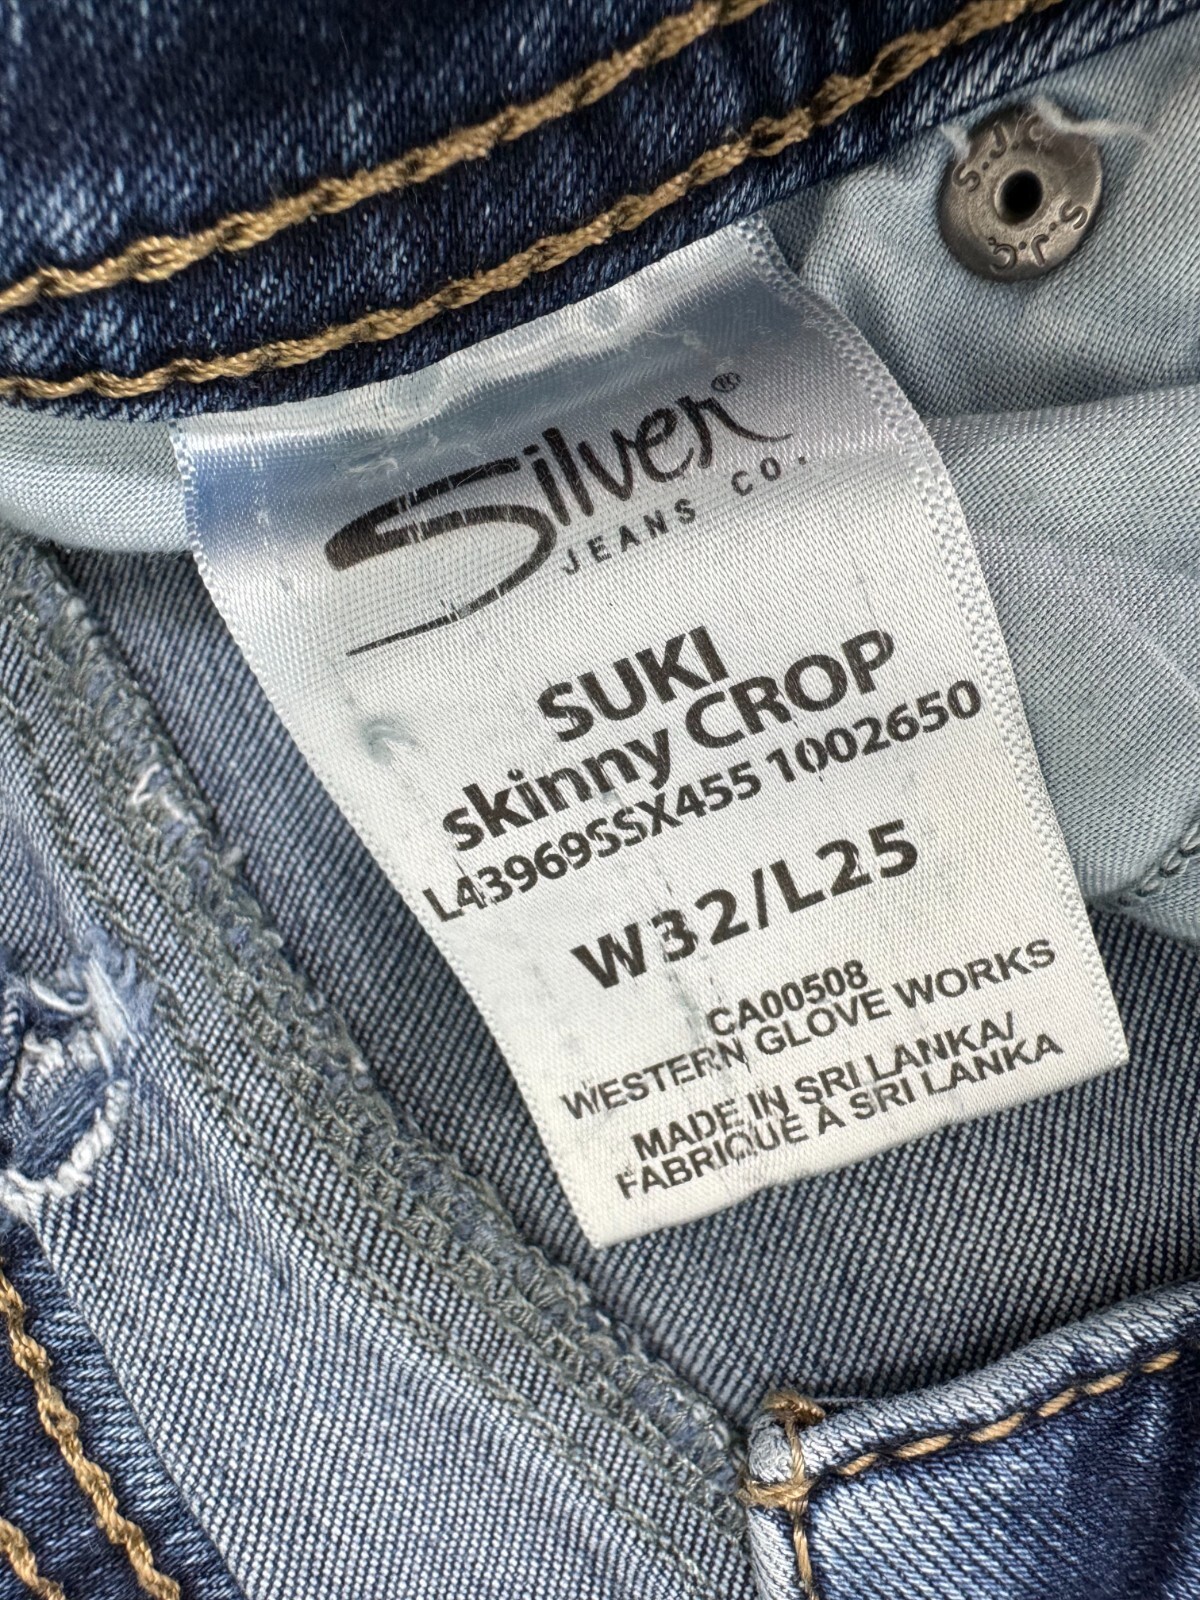 S.J.C.
S.J.C.
Silver®
JEANS CO.
SUKI
skinny CROP
L43969SSX455 1002650
W32/L25
CA00508
WESTERN GLOVE WORKS
MADE IN SRI LANKA/
FABRIQUE À SRI LANKA